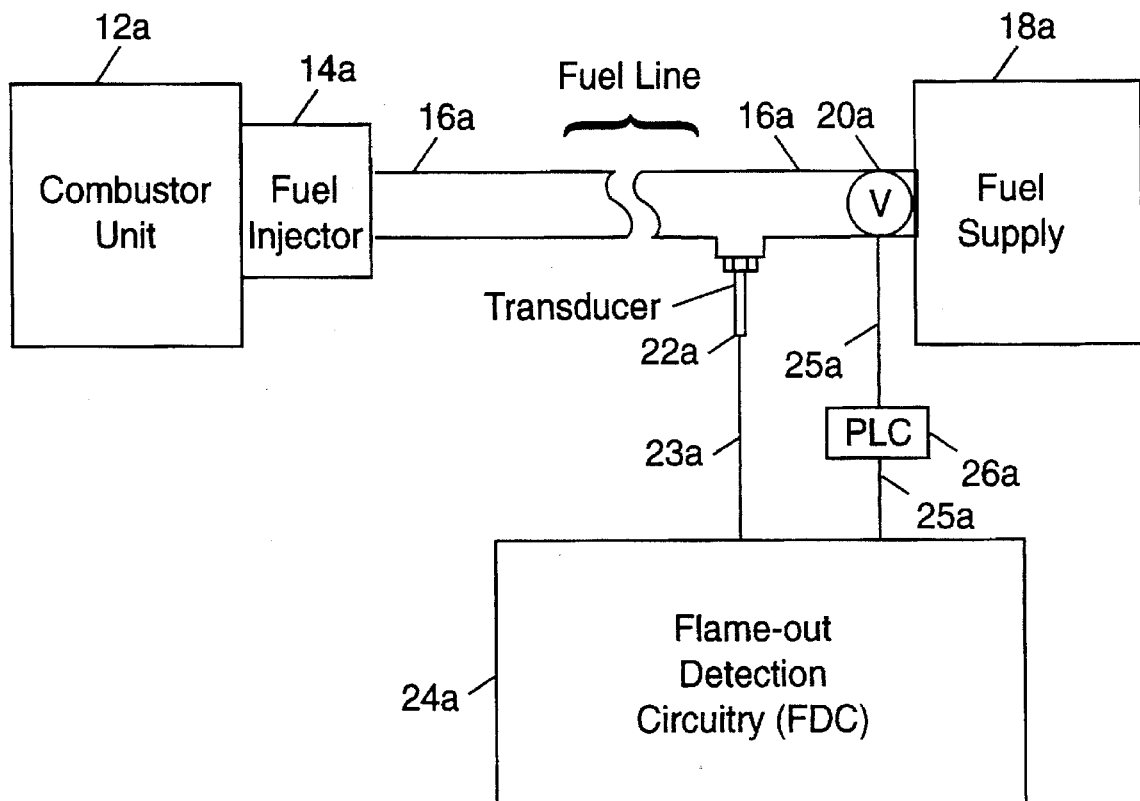 12a
18a
14a
Fuel Line
16a
16a
20a
Combustor
Unit
Fuel
Injector
V
Fuel
Supply
Transducer
22a
25a
PLC
23a
26a
25a
Flame-out
Detection
Circuitry (FDC)
24a